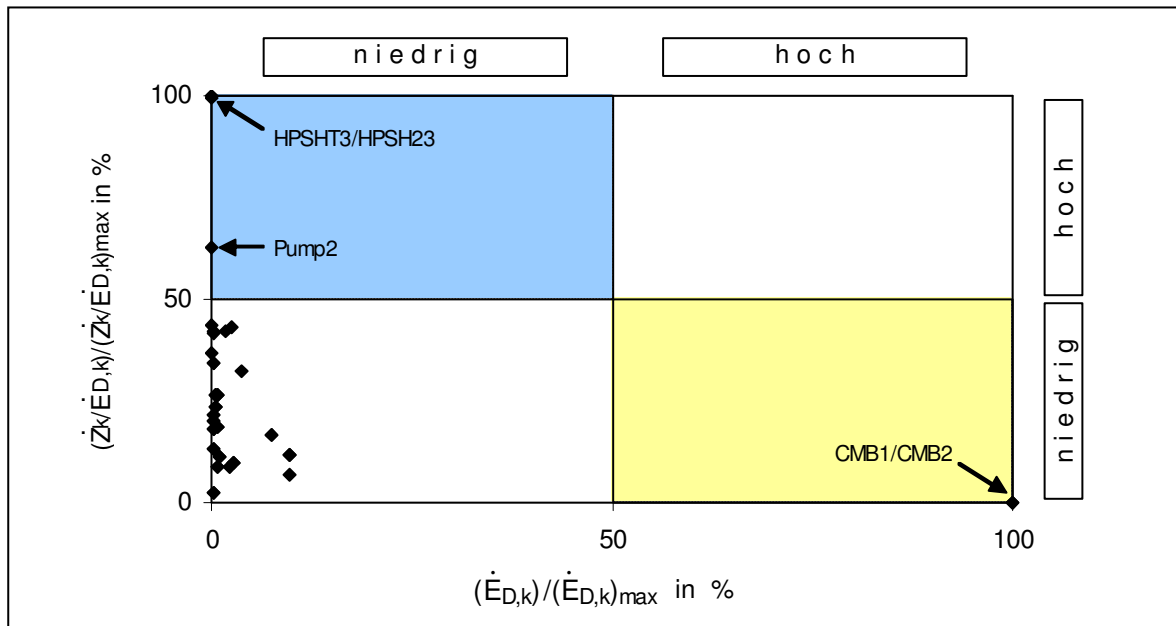 niedrig
hoch
100
50
0
(Żk/ĖD,k)/(Żk/ĖD,k)max in %
HPSHT3/HPSH23
Pump2
CMB1/CMB2
hoch
niedrig
0
50
100
(ĖD,k)/(ĖD,k)max in %